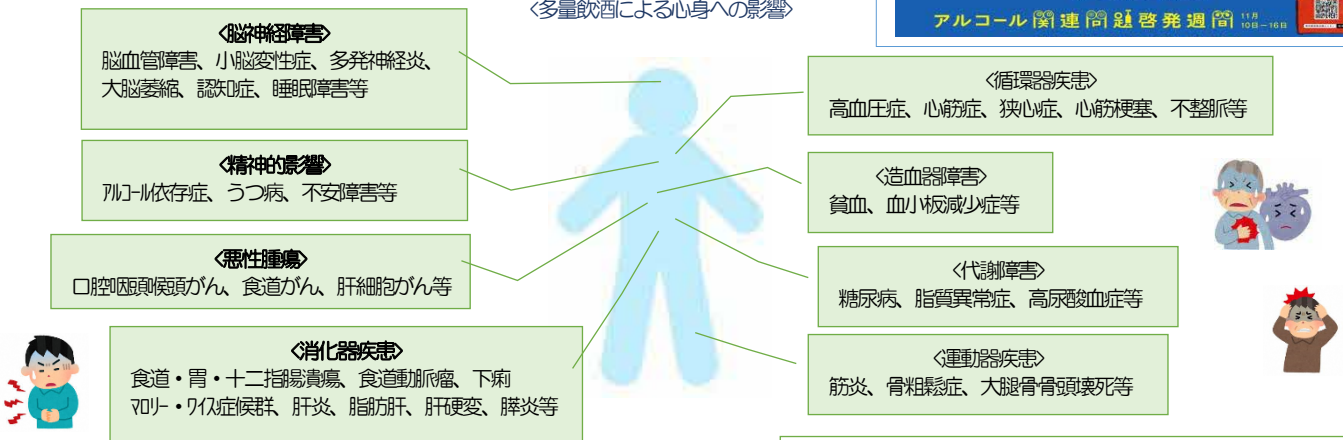 <多量飲酒による心身への影響>
アルコール関連問題啓発週間 11月10日-16日
<脳神経障害>
脳血管障害、小脳変性症、多発神経炎、
大脳萎縮、認知症、睡眠障害等
<精神的影響>
ｱﾙｺｰﾙ依存症、うつ病、不安障害等
<悪性腫瘍>
口腔咽頭喉頭がん、食道がん、肝細胞がん等
<消化器疾患>
食道・胃・十二指腸潰瘍、食道動脈瘤、下痢
ﾏﾛﾘｰ・ﾜｲｽ症候群、肝炎、脂肪肝、肝硬変、膵炎等
<循環器疾患>
高血圧症、心筋症、狭心症、心筋梗塞、不整脈等
<造血器障害>
貧血、血小板減少症等
<代謝障害>
糖尿病、脂質異常症、高尿酸血症等
<運動器疾患>
筋炎、骨粗鬆症、大腿骨骨頭壊死等